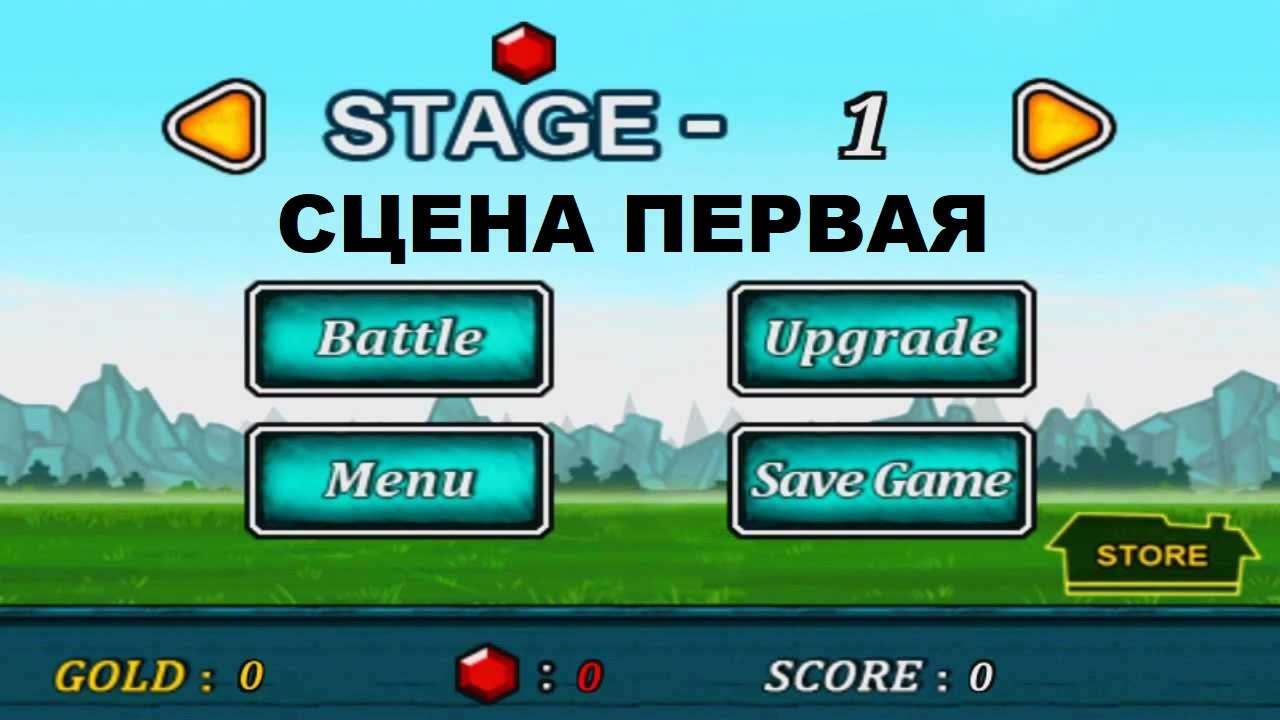 STAGE - 1
СЦЕНА ПЕРВАЯ
Battle Upgrade
Menu Save Game
STORE
GOLD : 0 : 0 SCORE : 0